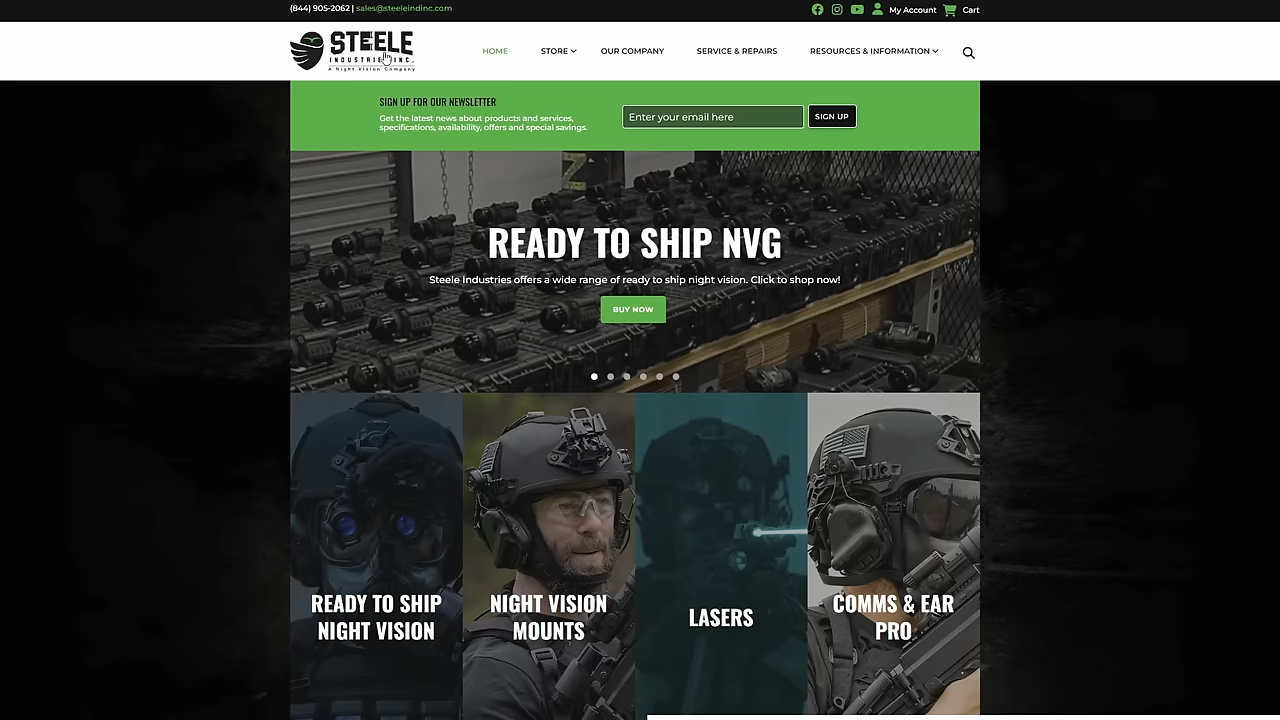 (844) 905-2062 | sales@steeleindinc.com
My Account
Cart
STEELE
INDUSTRIES INC.
A Night Vision Company
HOME
STORE
OUR COMPANY
SERVICE & REPAIRS
RESOURCES & INFORMATION
SIGN UP FOR OUR NEWSLETTER
Get the latest news about products and services,
specifications, availability, offers and special savings.
Enter your email here
SIGN UP
READY TO SHIP NVG
Steele Industries offers a wide range of ready to ship night vision. Click to shop now!
BUY NOW
READY TO SHIP
NIGHT VISION
NIGHT VISION
MOUNTS
LASERS
COMMS & EAR
PRO